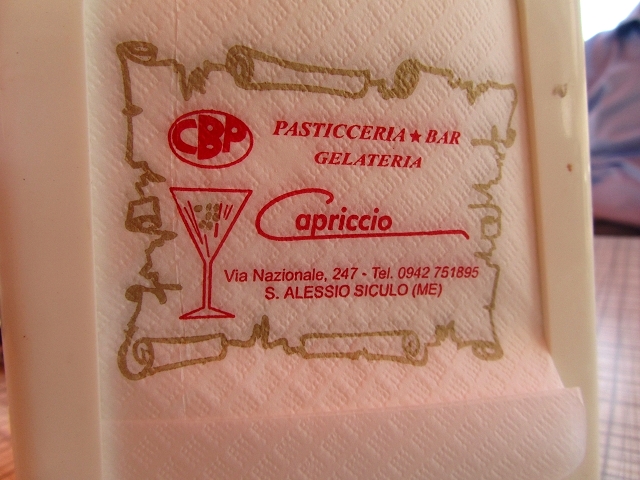 CBP
PASTICCERIA★BAR
GELATERIA
Capriccio
Via Nazionale, 247 - Tel. 0942 751895
S. ALESSIO SICULO (ME)